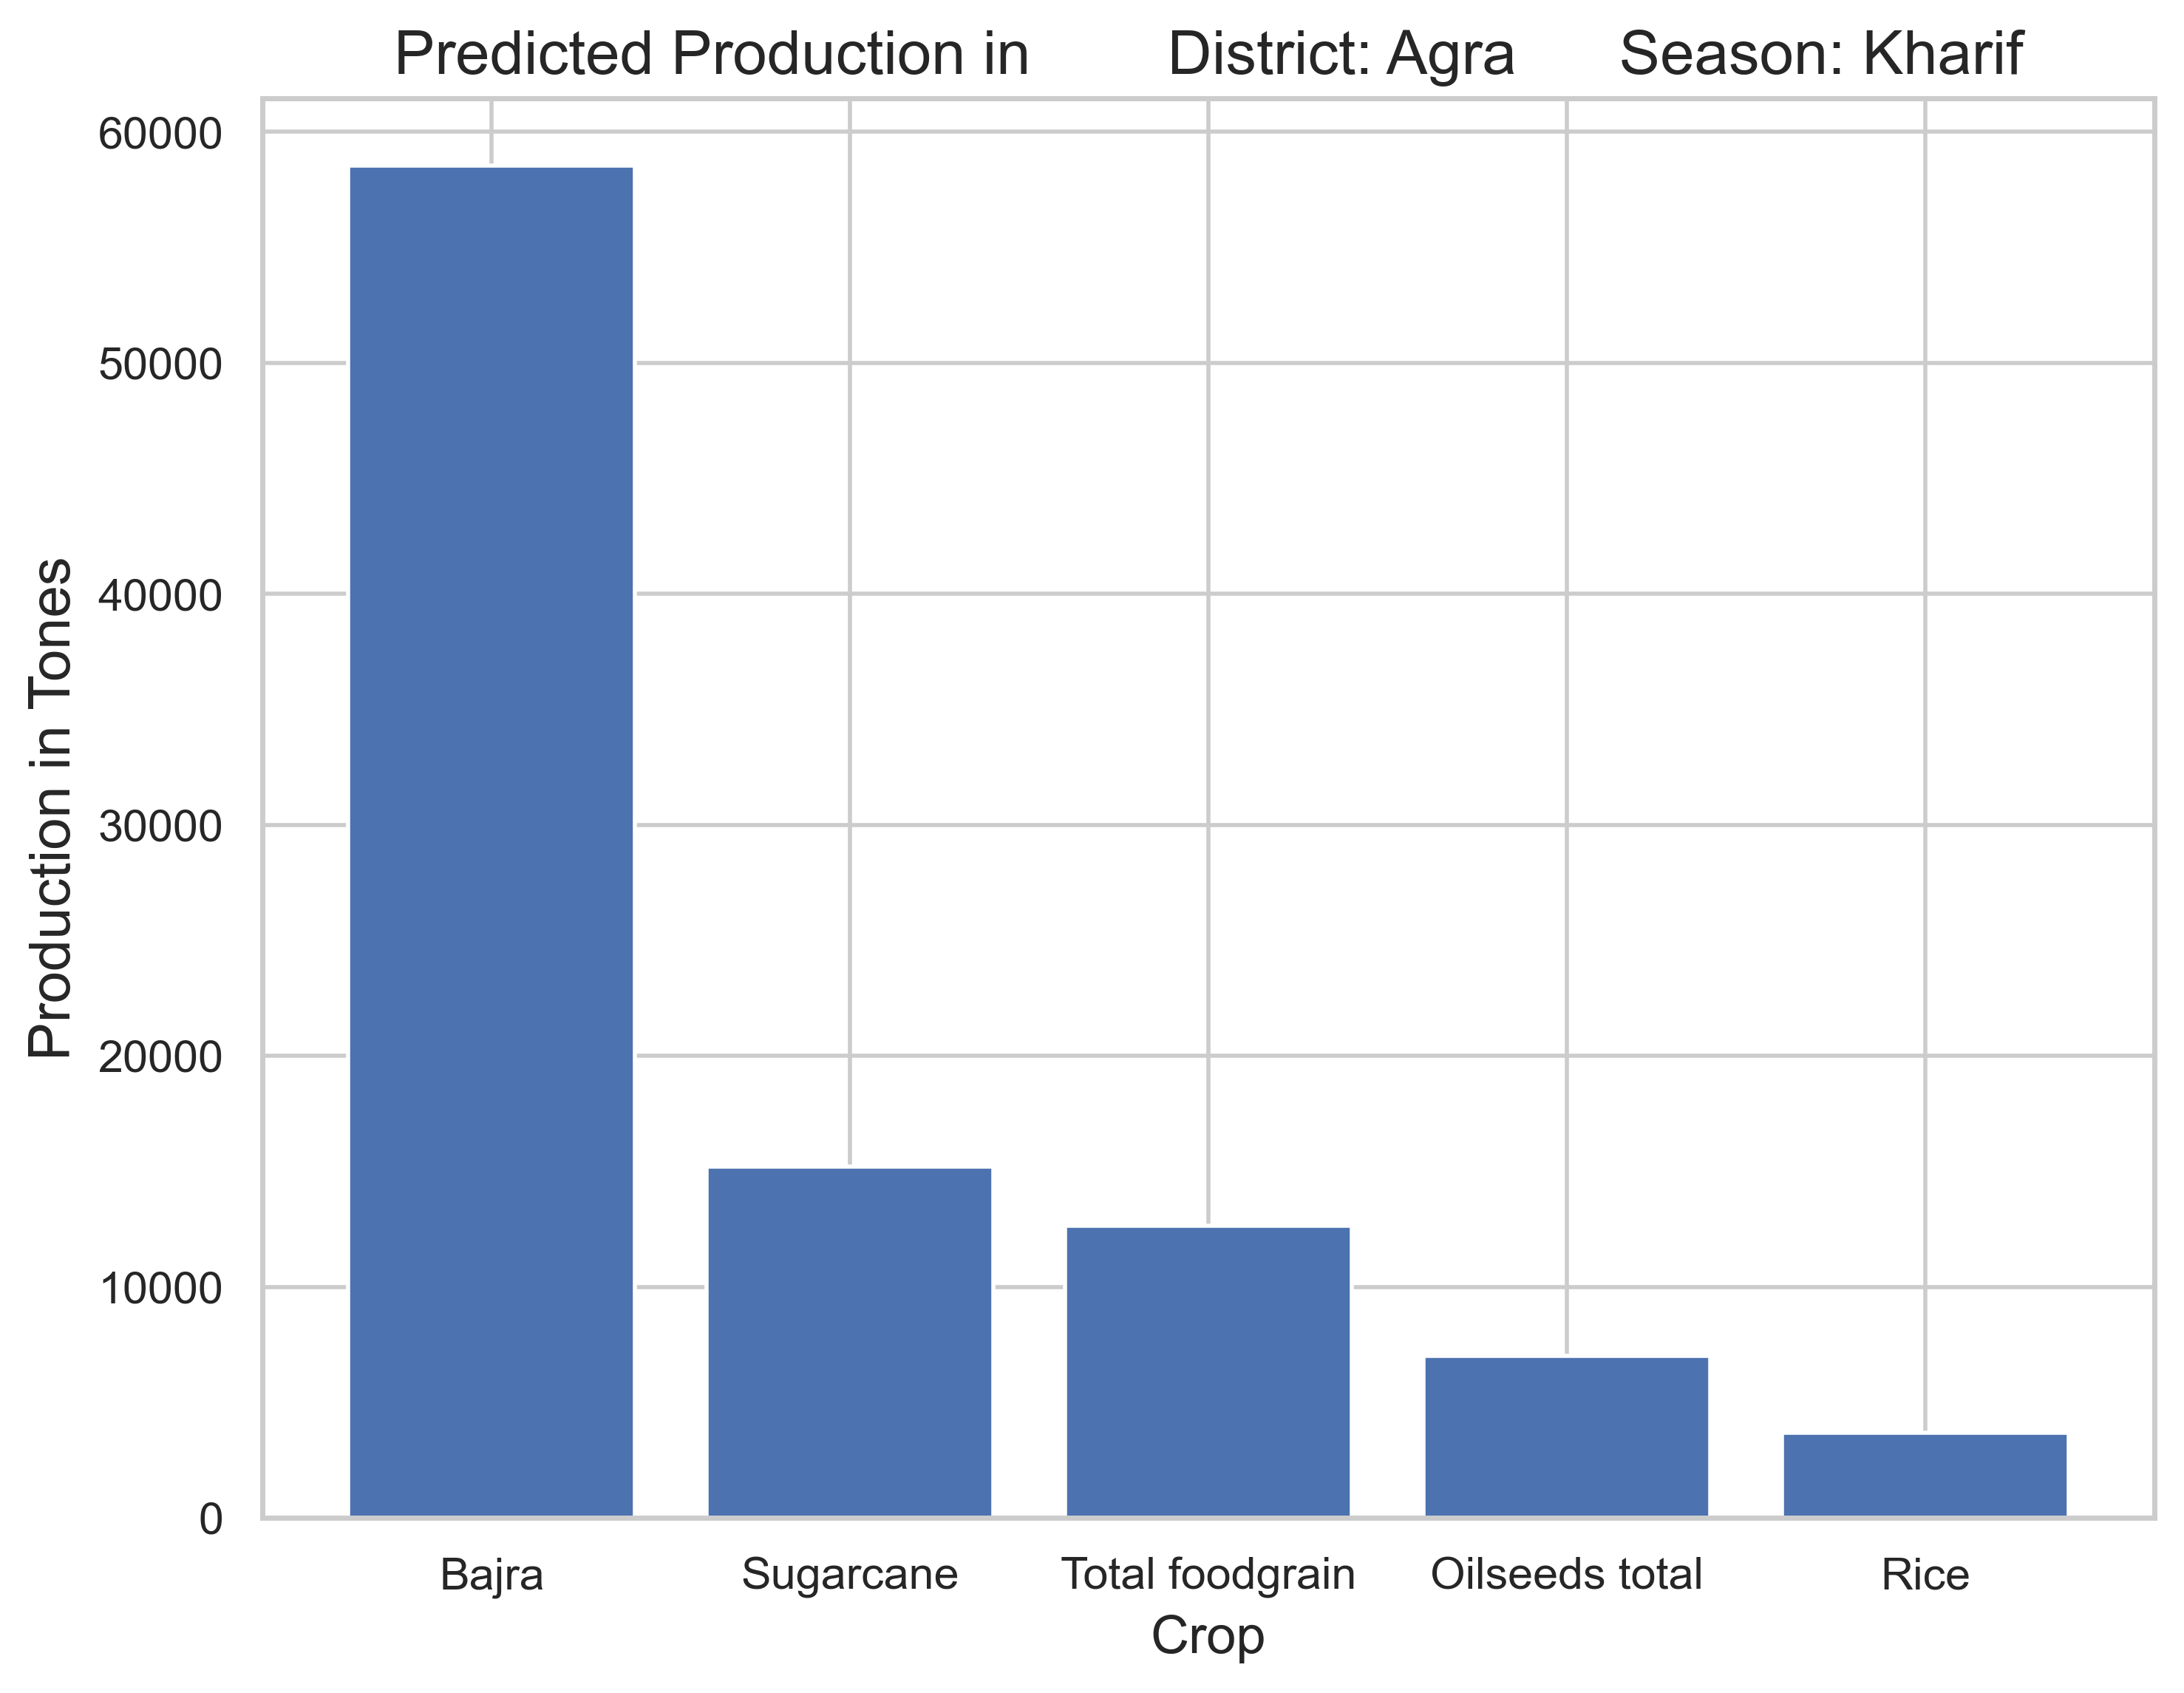 Predicted Production in District: Agra Season: Kharif
60000
50000
40000
30000
20000
10000
0
Production in Tones
Bajra Sugarcane Total foodgrain Oilseeds total Rice
Crop